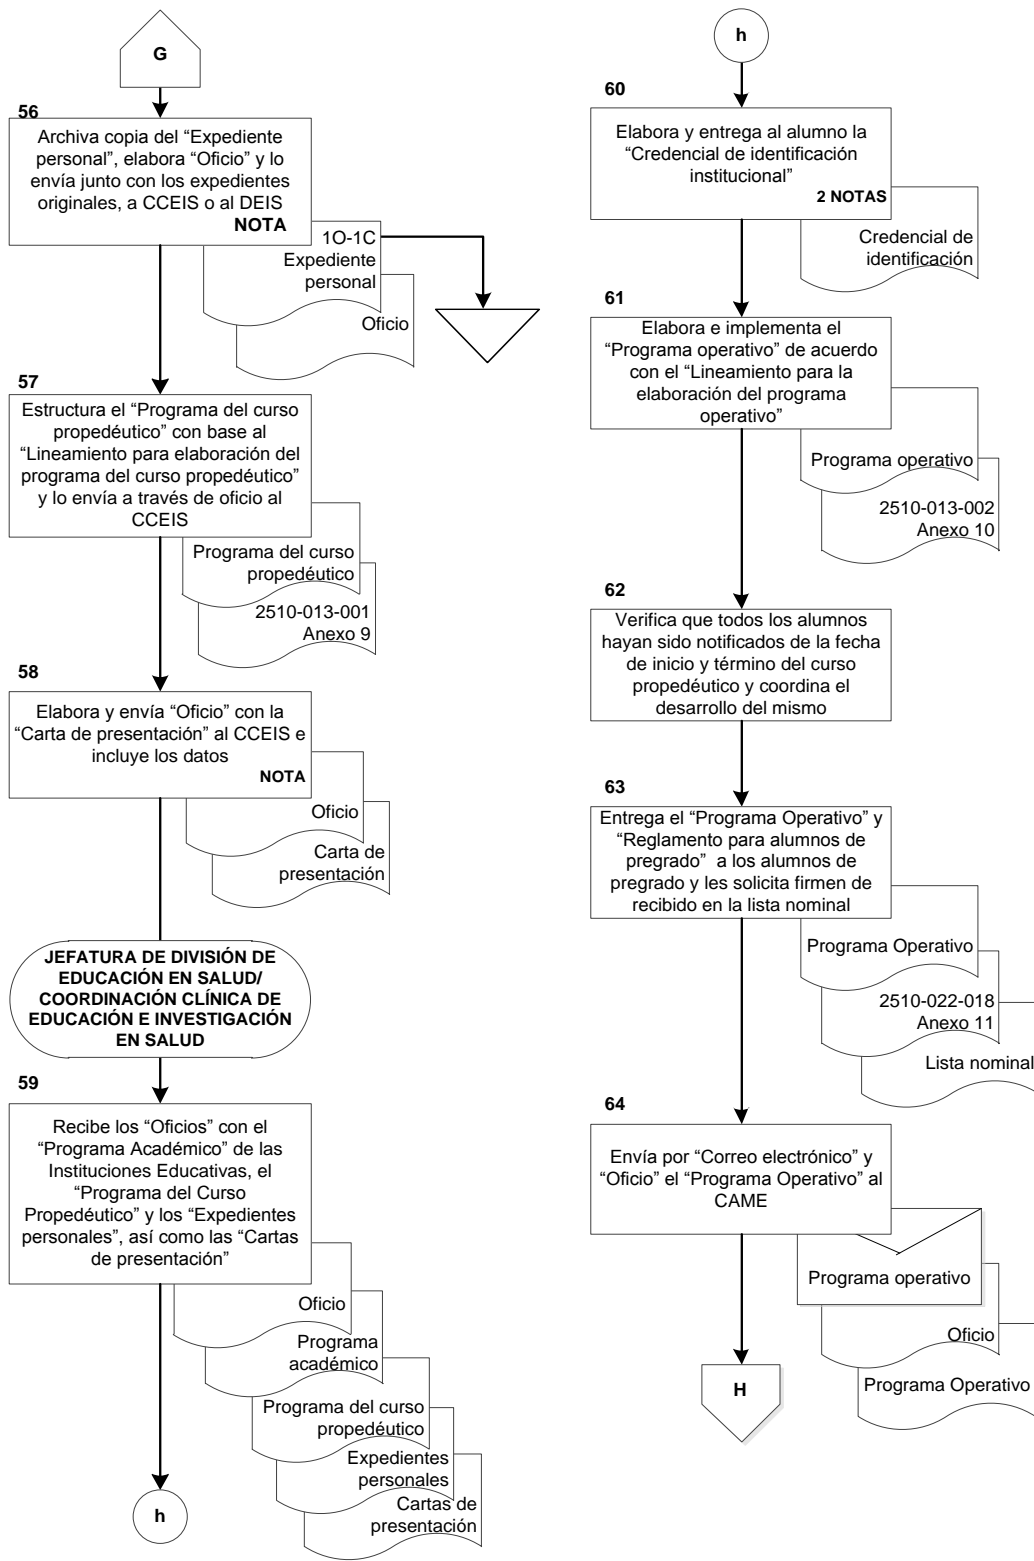 G
56
Archiva copia del “Expediente
personal”, elabora “Oficio” y lo
envía junto con los expedientes
originales, a CCEIS o al DEIS
NOTA
1O-1C
Expediente
personal
Oficio
57
Estructura el “Programa del curso
propedéutico” con base al
“Lineamiento para elaboración del
programa del curso propedéutico”
y lo envía a través de oficio al
CCEIS
Programa del curso
propedéutico
2510-013-001
Anexo 9
58
Elabora y envía “Oficio” con la
“Carta de presentación” al CCEIS e
incluye los datos
NOTA
Oficio
Carta de
presentación
JEFATURA DE DIVISIÓN DE
EDUCACIÓN EN SALUD/
COORDINACIÓN CLÍNICA DE
EDUCACIÓN E INVESTIGACIÓN
EN SALUD
59
Recibe los “Oficios” con el
“Programa Académico” de las
Instituciones Educativas, el
“Programa del Curso
Propedéutico” y los “Expedientes
personales”, así como las “Cartas
de presentación”
Oficio
Programa
académico
Programa del curso
propedéutico
Expedientes
personales
Cartas de
presentación
h
h
60
Elabora y entrega al alumno la
“Credencial de identificación
institucional”
2 NOTAS
Credencial de
identificación
61
Elabora e implementa el
“Programa operativo” de acuerdo
con el “Lineamiento para la
elaboración del programa
operativo”
Programa operativo
2510-013-002
Anexo 10
62
Verifica que todos los alumnos
hayan sido notificados de la fecha
de inicio y término del curso
propedéutico y coordina el
desarrollo del mismo
63
Entrega el “Programa Operativo” y
“Reglamento para alumnos de
pregrado” a los alumnos de
pregrado y les solicita firmen de
recibido en la lista nominal
Programa Operativo
2510-022-018
Anexo 11
Lista nominal
64
Envía por “Correo electrónico” y
“Oficio” el “Programa Operativo” al
CAME
Programa operativo
Oficio
Programa Operativo
H